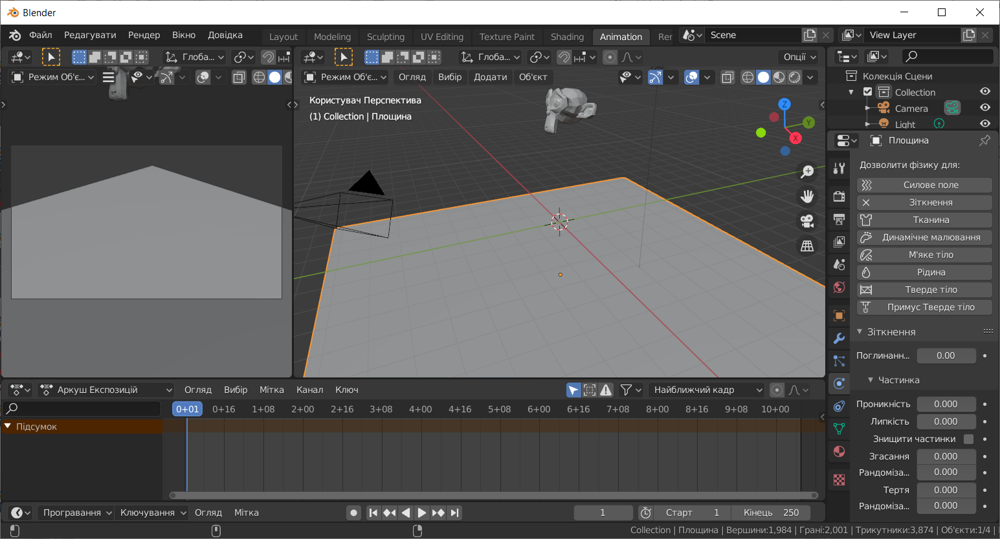 Blender
Файл Редагувати Рендер Вікно Довідка Layout Modeling Sculpting UV Editing Texture Paint Shading Animation Rer Scene View Layer
Глоба... Глоба... Опції
Режим Об'є... Режим Об'є... Огляд Вибір Додати Об'єкт
Користувач Перспектива
(1) Collection | Площина
Z
Y
X
Колекція Сцени
Collection
Camera
Light
Площина
Дозволити фізику для:
Силове поле
Зіткнення
Тканина
Динамічне малювання
М'яке тіло
Рідина
Тверде тіло
Примус Тверде тіло
Зіткнення
Поглинанн... 0.00
Частинка
Проникність 0.000
Липкість 0.000
Знищити частинки
Згасання 0.000
Рандоміза... 0.000
Тертя 0.000
Рандоміза... 0.000
Аркуш Експозицій Огляд Вибір Мітка Канал Ключ Найближчий кадр
0+01 0+16 1+08 2+00 2+16 3+08 4+00 4+16 5+08 6+00 6+16 7+08 8+00 8+16 9+08 10+00
Підсумок
Програвання Ключування Огляд Мітка 1 Старт 1 Кінець 250
Collection | Площина | Вершини:1,984 | Грані:2,001 | Трикутники:3,874 | Об'єкти:1/4 |